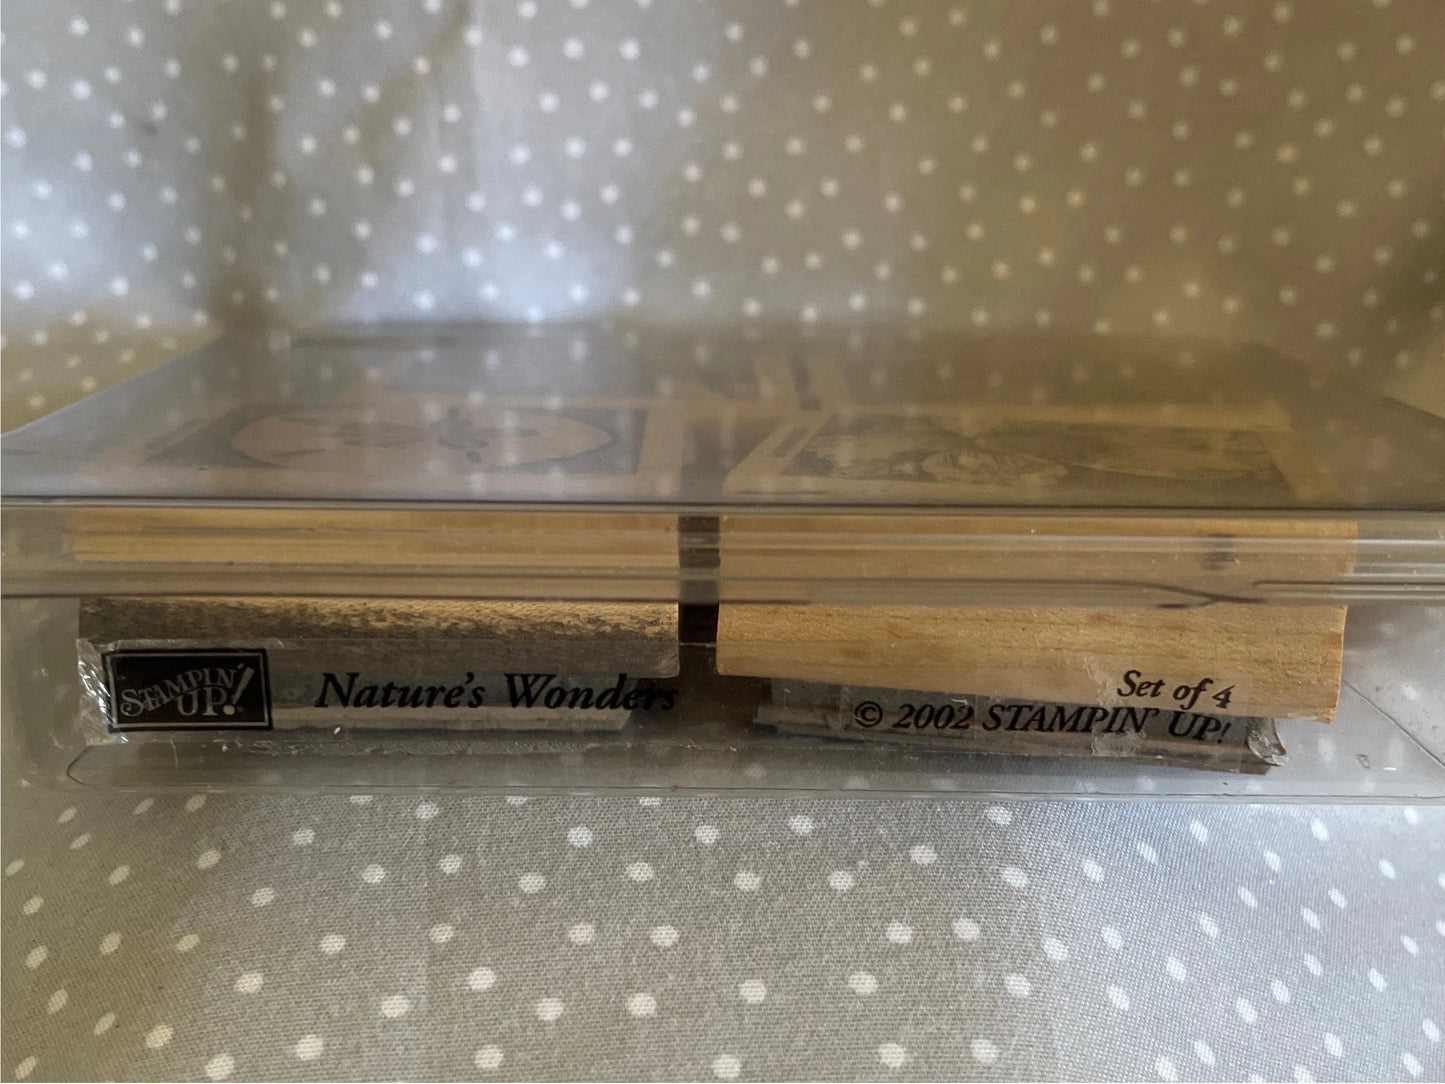 STAMPIN' UP!
Nature's Wonders
Set of 4
© 2002 STAMPIN' UP!